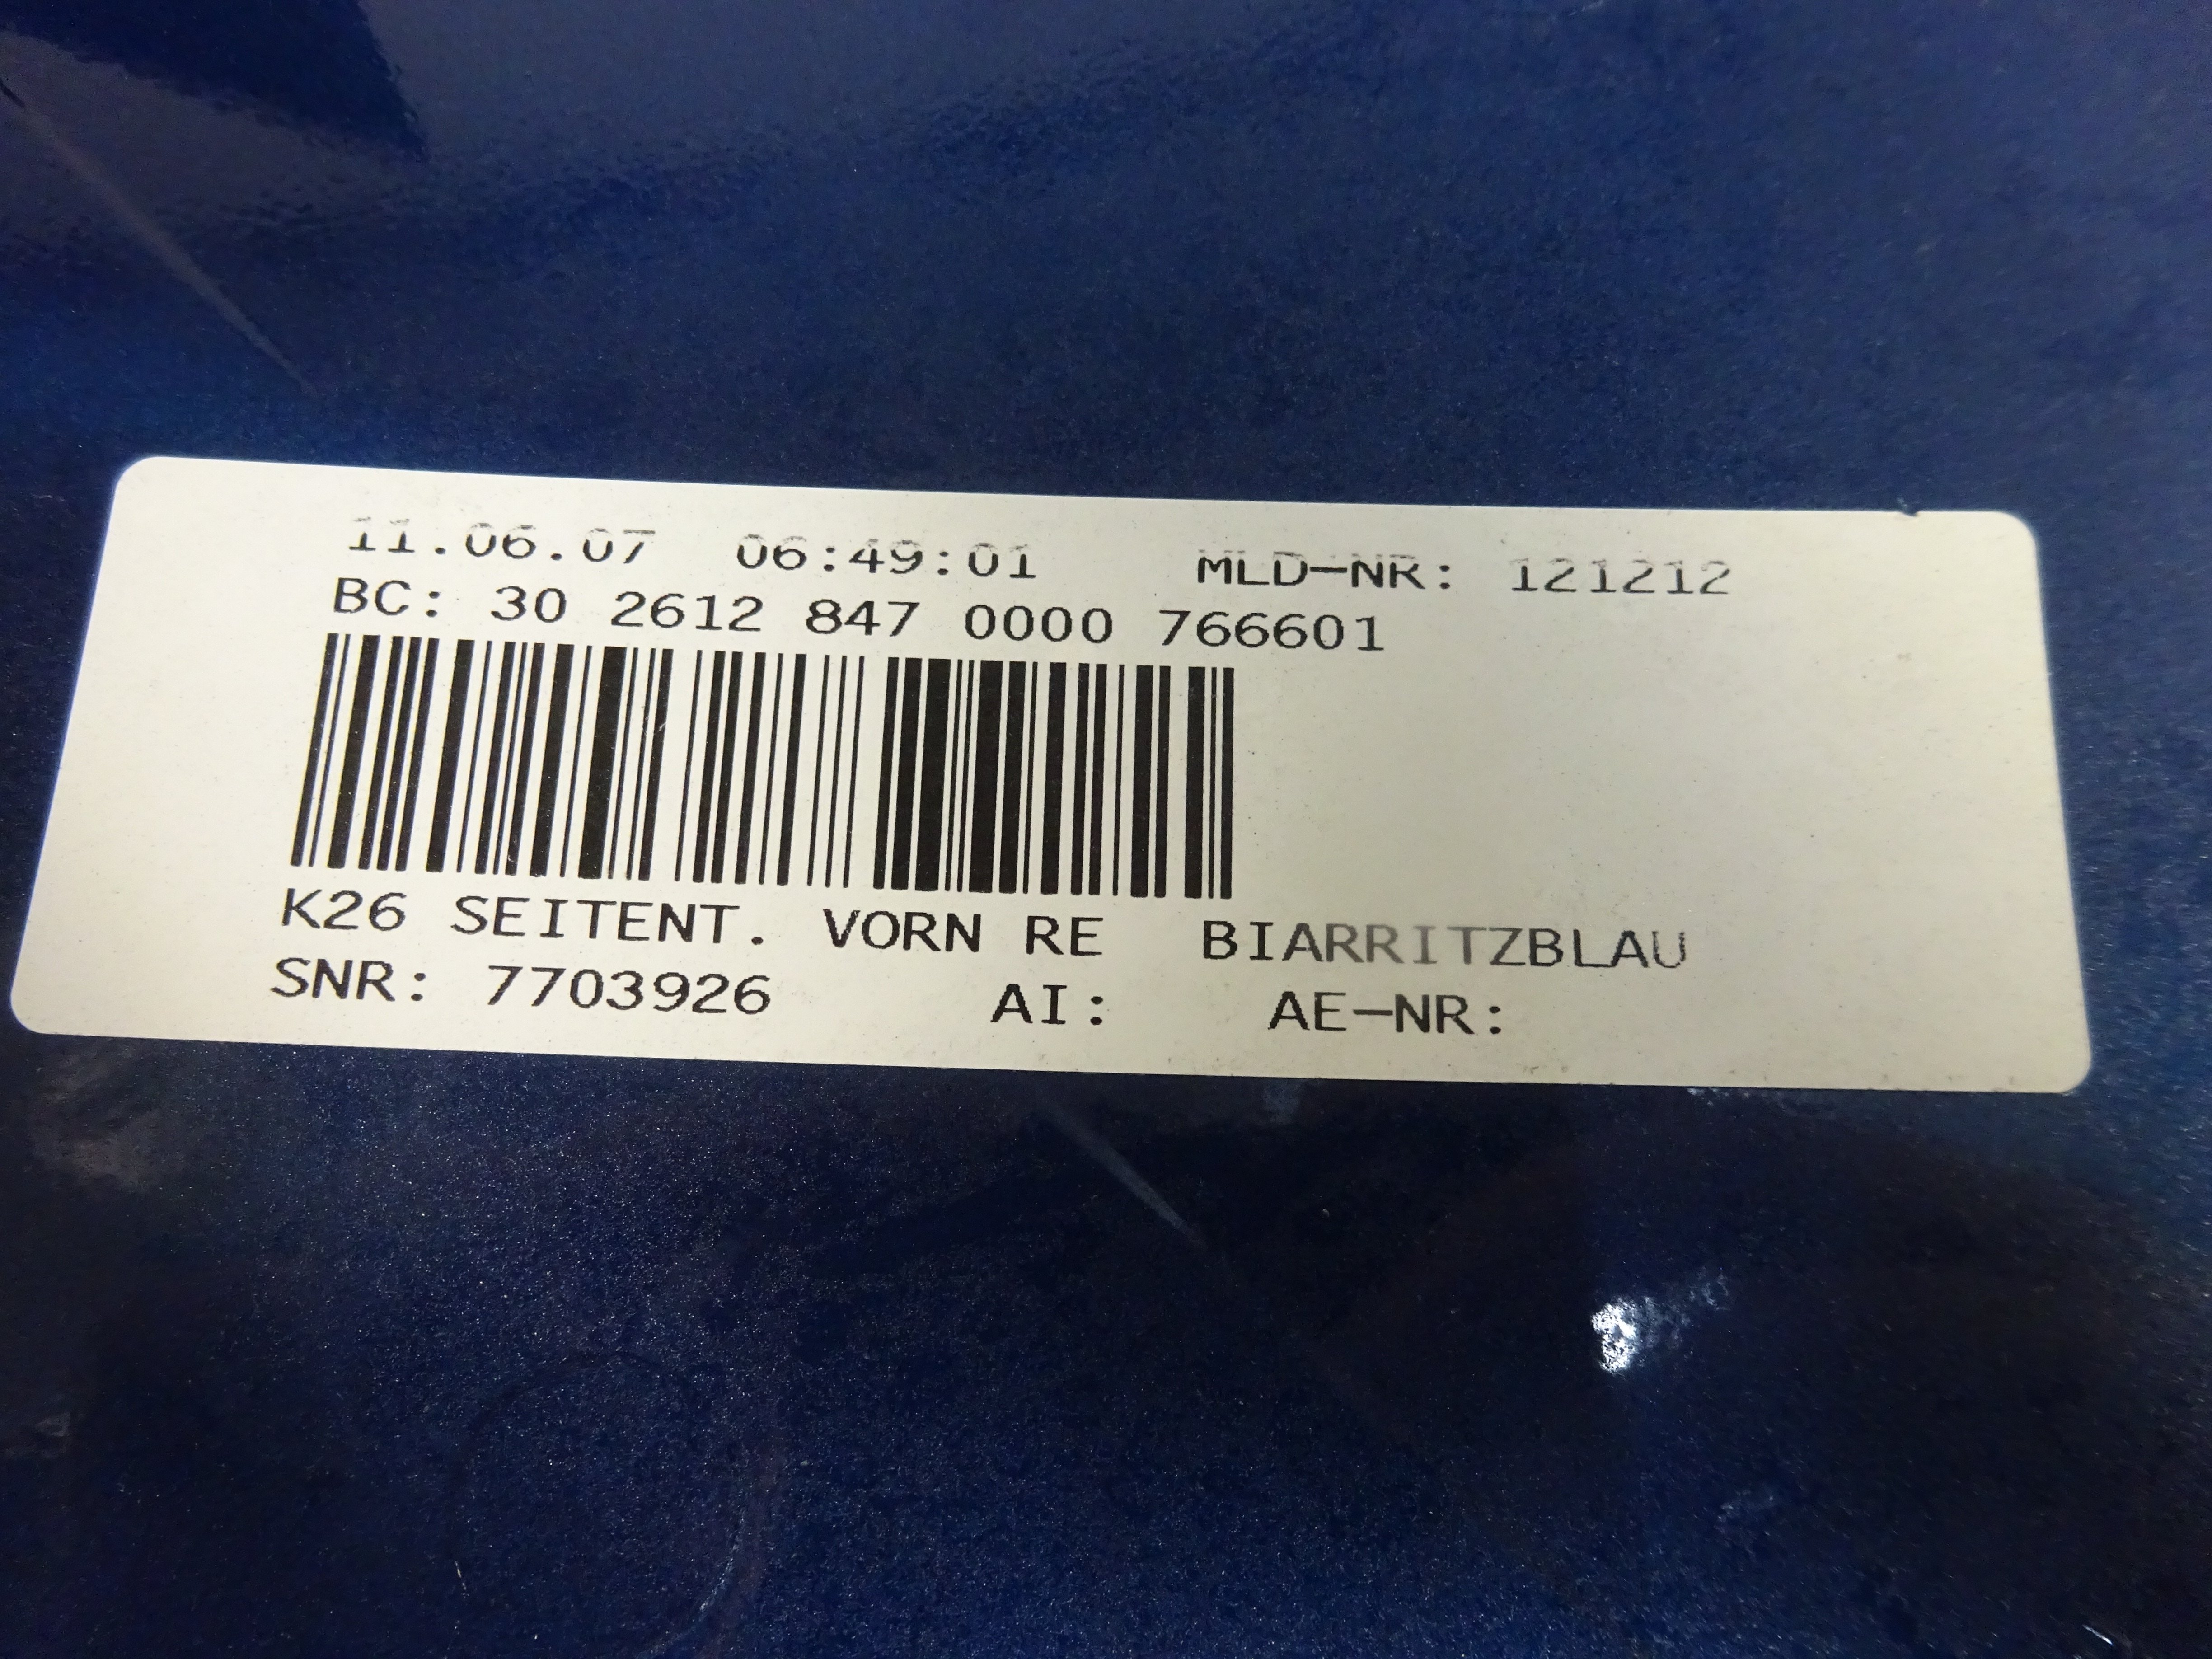 11.06.07 06:49:01 MLD-NR: 121212
BC: 30 2612 847 0000 766601
K26 SEITENT. VORN RE BIARRITZBLAU
SNR: 7703926 AI: AE-NR: